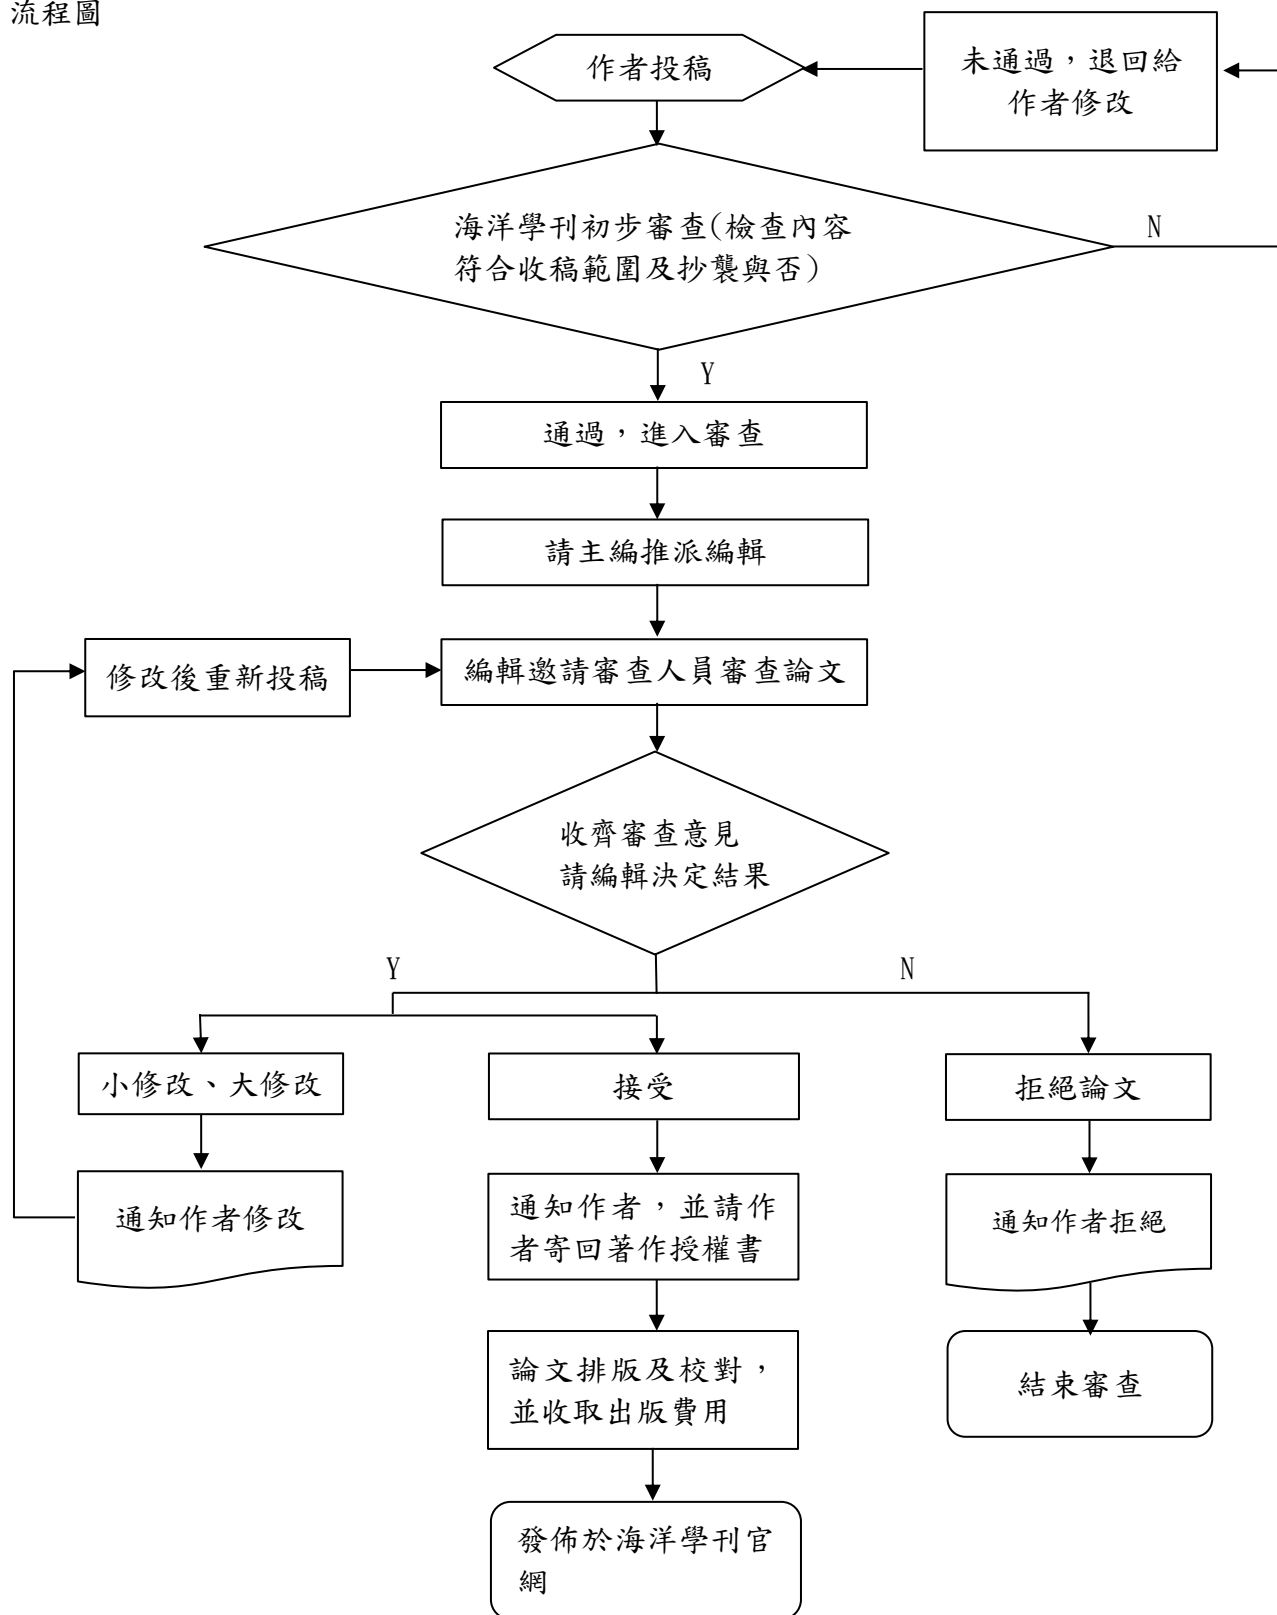 流程圖
作者投稿
未通過，退回給
作者修改
海洋學刊初步審查(檢查內容
符合收稿範圍及抄襲與否)
N
Y
通過，進入審查
請主編推派編輯
修改後重新投稿
編輯邀請審查人員審查論文
收齊審查意見
請編輯決定結果
Y
N
小修改、大修改
接受
拒絕論文
通知作者修改
通知作者，並請作
者寄回著作授權書
通知作者拒絕
論文排版及校對，
並收取出版費用
結束審查
發佈於海洋學刊官
網